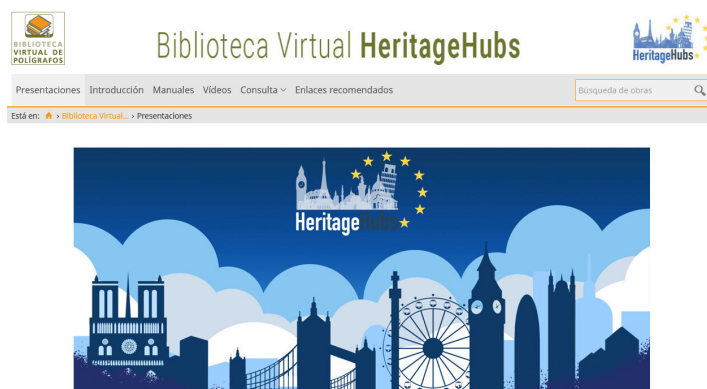 BIBLIOTECA
VIRTUAL DE
POLÍGRAFOS
Biblioteca Virtual HeritageHubs
HeritageHubs
Presentaciones Introducción Manuales Vídeos Consulta Enlaces recomendados
Búsqueda de obras
Está en: › Biblioteca Virtual... › Presentaciones
HeritageHubs